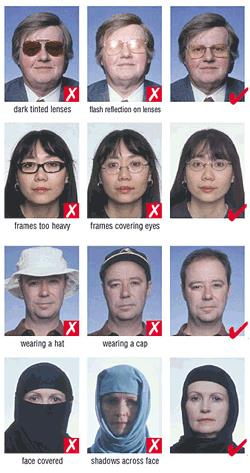 dark tinted lenses
flash reflection on lenses
frames too heavy
frames covering eyes
wearing a hat
wearing a cap
face covered
shadows across face